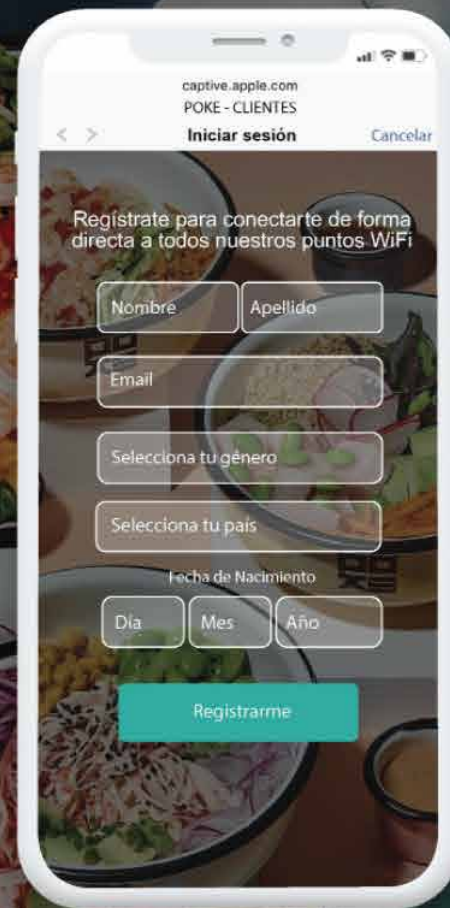 captive.apple.com
POKE - CLIENTES
< > Iniciar sesión Cancelar
Regístrate para conectarte de forma
directa a todos nuestros puntos WiFi
Nombre Apellido
Email
Selecciona tu género
Selecciona tu país
Fecha de Nacimiento
Día Mes Año
Registrarme